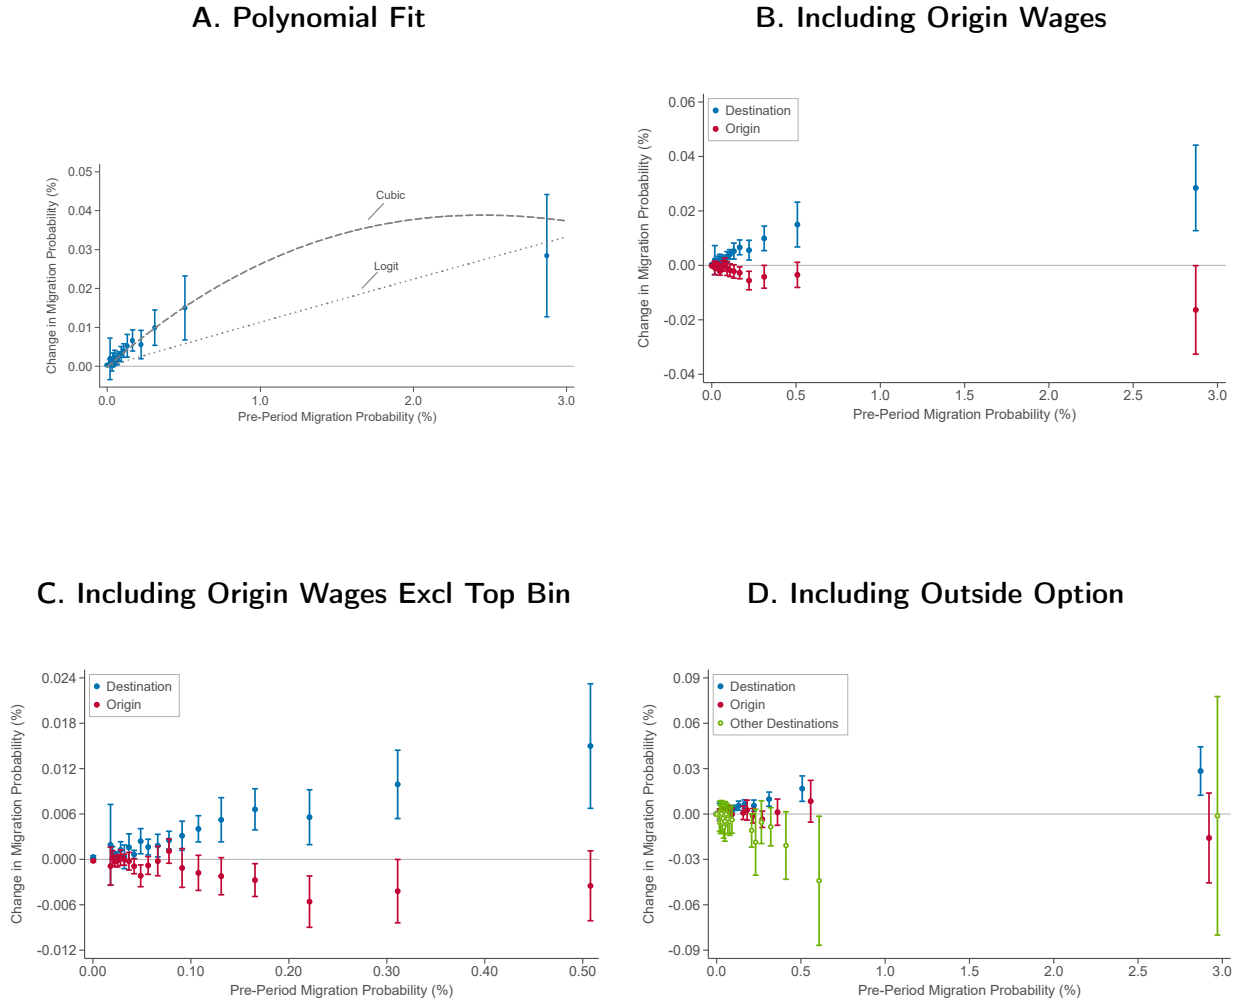 A. Polynomial Fit
0.05
0.04
0.03
0.02
0.01
0.00
Change in Migration Probability (%)
Cubic
Logit
0.0 1.0 2.0 3.0
Pre-Period Migration Probability (%)
B. Including Origin Wages
0.06
0.04
0.02
0.00
-0.02
-0.04
Change in Migration Probability (%)
Destination
Origin
0.0 0.5 1.0 1.5 2.0 2.5 3.0
Pre-Period Migration Probability (%)
C. Including Origin Wages Excl Top Bin
0.024
0.018
0.012
0.006
0.000
-0.006
-0.012
Change in Migration Probability (%)
Destination
Origin
0.00 0.10 0.20 0.30 0.40 0.50
Pre-Period Migration Probability (%)
D. Including Outside Option
0.09
0.06
0.03
0.00
-0.03
-0.06
-0.09
Change in Migration Probability (%)
Destination
Origin
Other Destinations
0.0 0.5 1.0 1.5 2.0 2.5 3.0
Pre-Period Migration Probability (%)